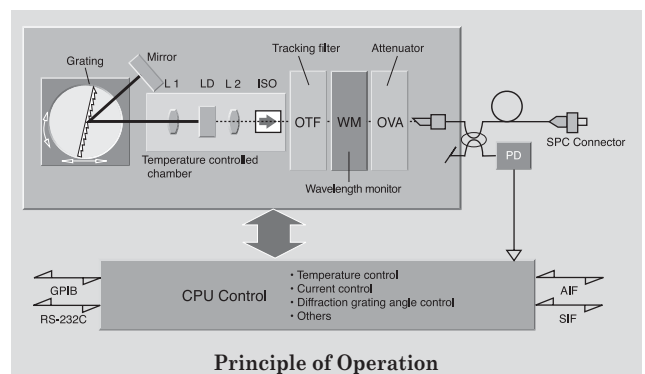 Tracking filter
Attenuator
Grating
Mirror
L 1
LD
L 2
ISO
OTF
WM
OVA
SPC Connector
PD
Temperature controlled
chamber
Wavelength monitor
CPU Control
• Temperature control
• Current control
• Diffraction grating angle control
• Others
GPIB
RS-232C
AIF
SIF
Principle of Operation